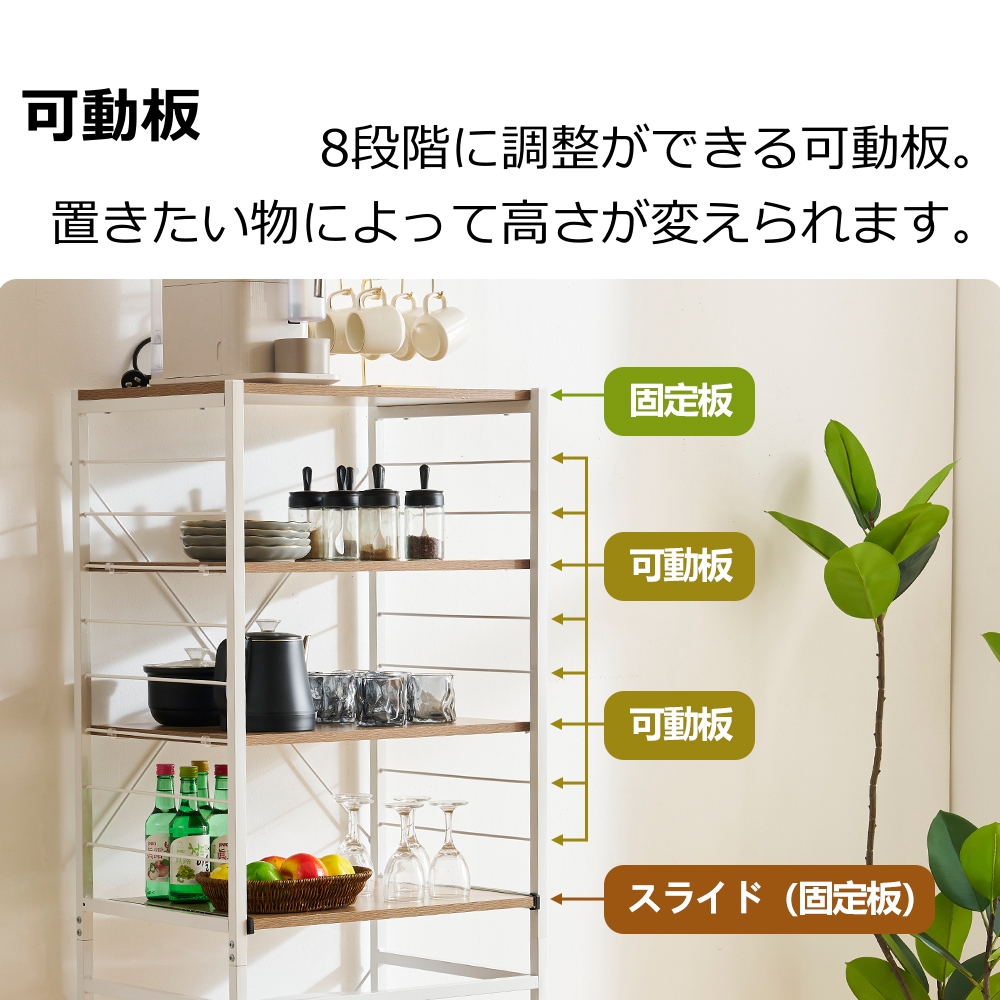 可動板
8段階に調整ができる可動板。
置きたい物によって高さが変えられます。
固定板
可動板
可動板
スライド（固定板）